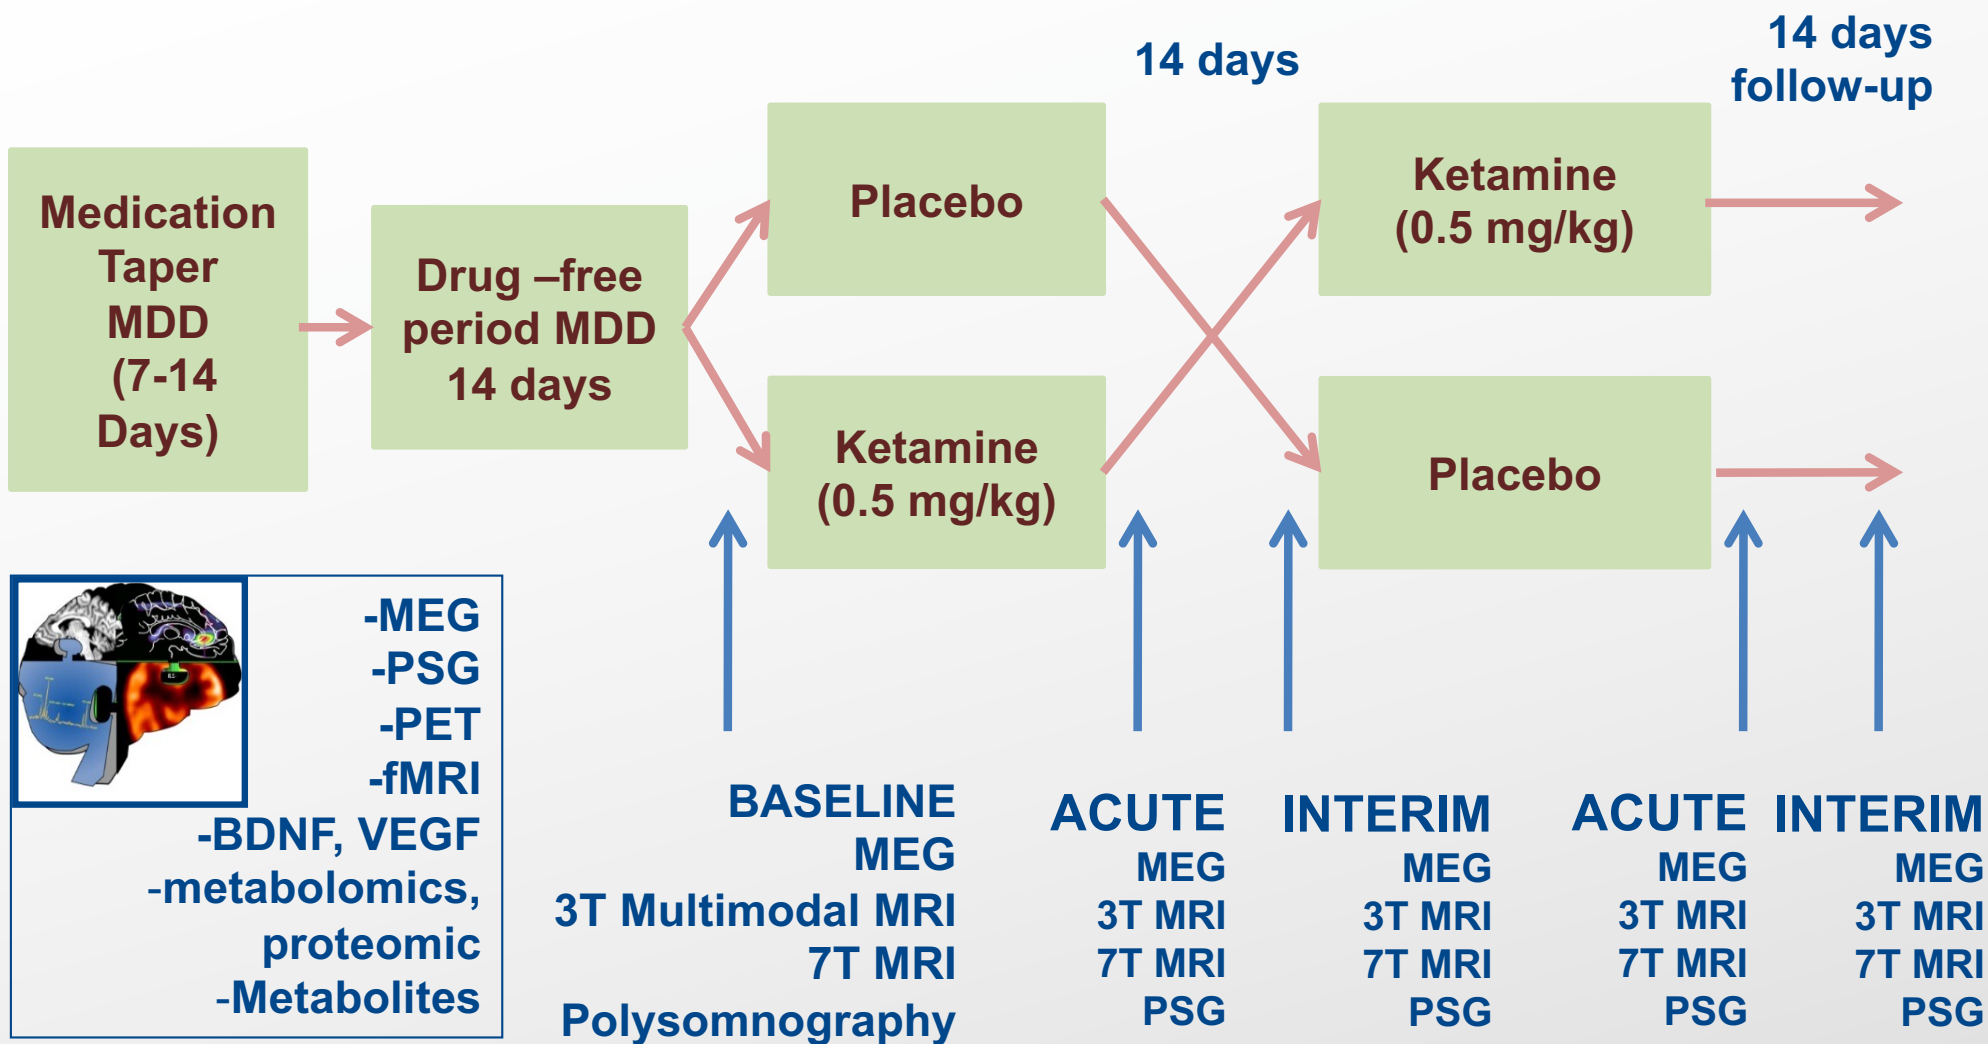 14 days
14 days
follow-up
Medication
Taper
MDD
(7-14
Days)
Drug –free
period MDD
14 days
Placebo
Ketamine
(0.5 mg/kg)
Ketamine
(0.5 mg/kg)
Placebo
-MEG
-PSG
-PET
-fMRI
-BDNF, VEGF
-metabolomics,
proteomic
-Metabolites
BASELINE
MEG
3T Multimodal MRI
7T MRI
Polysomnography
ACUTE
MEG
3T MRI
7T MRI
PSG
INTERIM
MEG
3T MRI
7T MRI
PSG
ACUTE
MEG
3T MRI
7T MRI
PSG
INTERIM
MEG
3T MRI
7T MRI
PSG